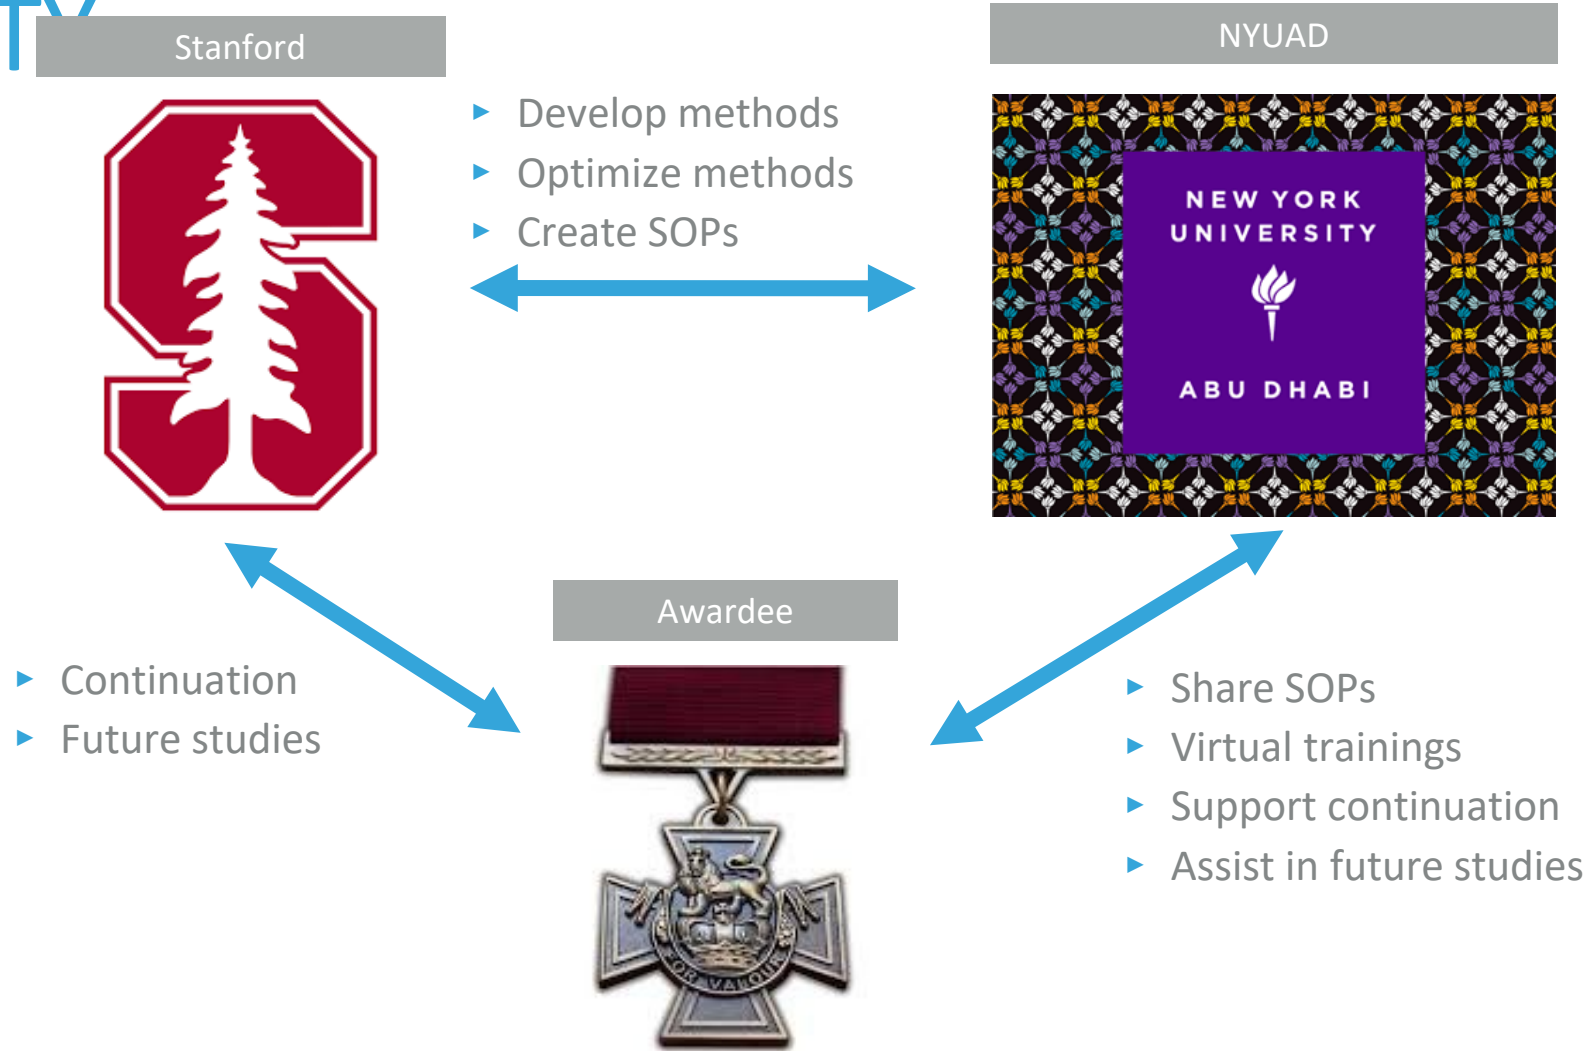 TY
Stanford
NYUAD
Develop methods
Optimize methods
Create SOPs
NEW YORK
UNIVERSITY
ABU DHABI
Awardee
Continuation
Future studies
Share SOPs
Virtual trainings
Support continuation
Assist in future studies
FOR VALOUR